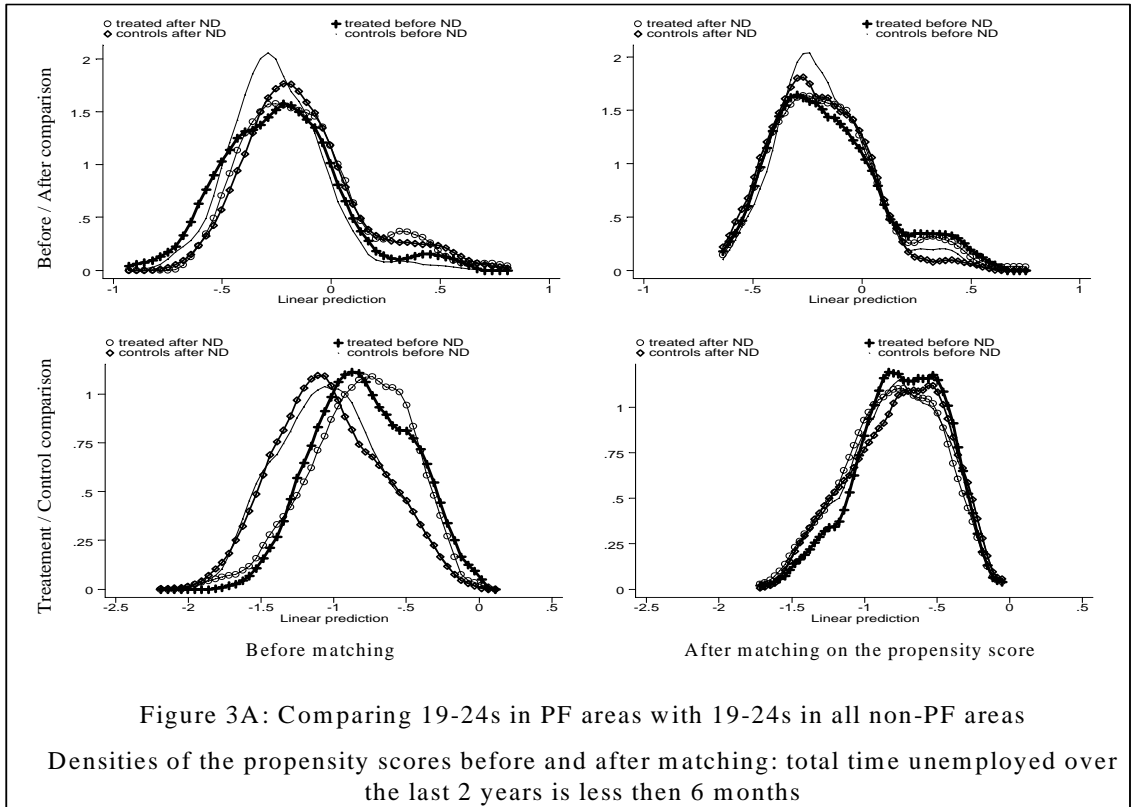 treated after ND treated before ND
controls after ND controls before ND
treated after ND treated before ND
controls after ND controls before ND
Before / After comparison
2
1.5
1
.5
0
-1 -.5 0 .5 1
Linear prediction
2
1.5
1
.5
0
-1 -.5 0 .5 1
Linear prediction
treated after ND treated before ND
controls after ND controls before ND
treated after ND treated before ND
controls after ND controls before ND
Treatement / Control comparison
1
.75
.5
.25
0
-2.5 -2 -1.5 -1 -.5 0 .5
Linear prediction
1
.75
.5
.25
0
-2.5 -2 -1.5 -1 -.5 0 .5
Linear prediction
Before matching
After matching on the propensity score
Figure 3A: Comparing 19-24s in PF areas with 19-24s in all non-PF areas
Densities of the propensity scores before and after matching: total time unemployed over
the last 2 years is less then 6 months